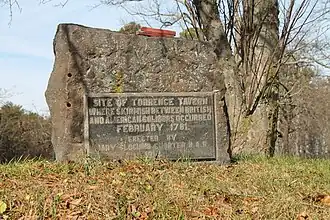 SITE OF TORRENCE TAVERN
WHERE SKIRMISH BETWEEN BRITISH
AND AMERICAN SOLDIERS OCCURRED
FEBRUARY 1781
ERECTED BY
MARY SLOCUMB CHAPTER D.A.R.